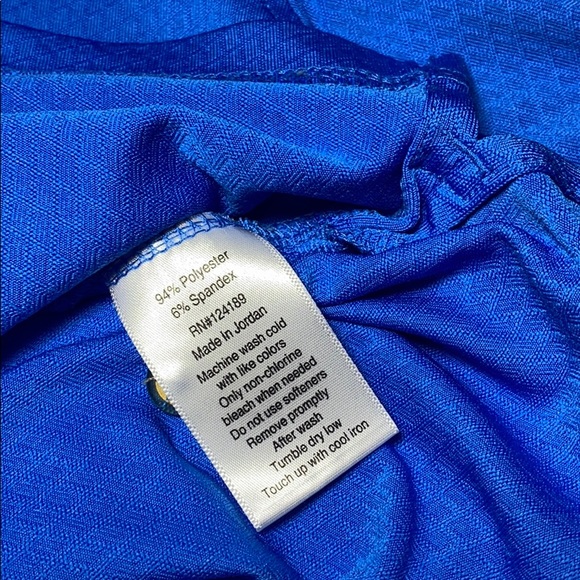 94% Polyester
6% Spandex
RN#124189
Made In Jordan
Machine wash cold
with like colors
Only non-chlorine
bleach when needed
Do not use softeners
Remove promptly
After wash
Tumble dry low
Touch up with cool iron